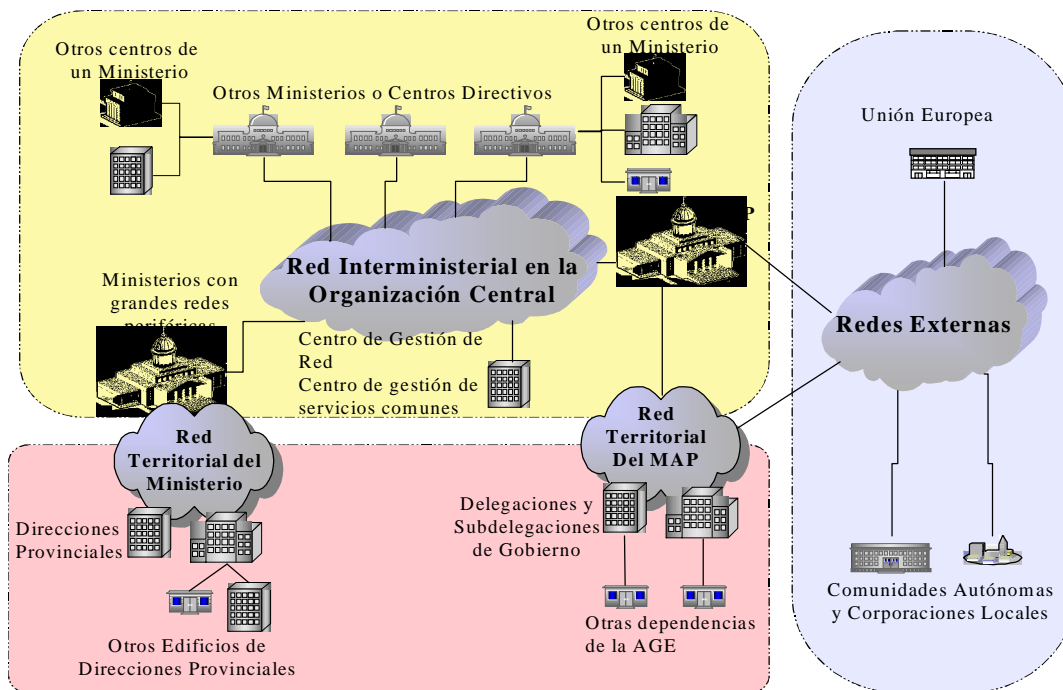 Otros centros de
un Ministerio
Otros Ministerios o Centros Directivos
Otros centros de
un Ministerio
Unión Europea
Red Interministerial en la
Organización Central
Ministerios con
grandes redes
periféricas
Redes Externas
Centro de Gestión de
Red
Centro de gestión de
servicios comunes
Red
Territorial del
Ministerio
Red
Territorial
Del MAP
Direcciones
Provinciales
Delegaciones y
Subdelegaciones
de Gobierno
Otros Edificios de
Direcciones Provinciales
Otras dependencias
de la AGE
Comunidades Autónomas
y Corporaciones Locales